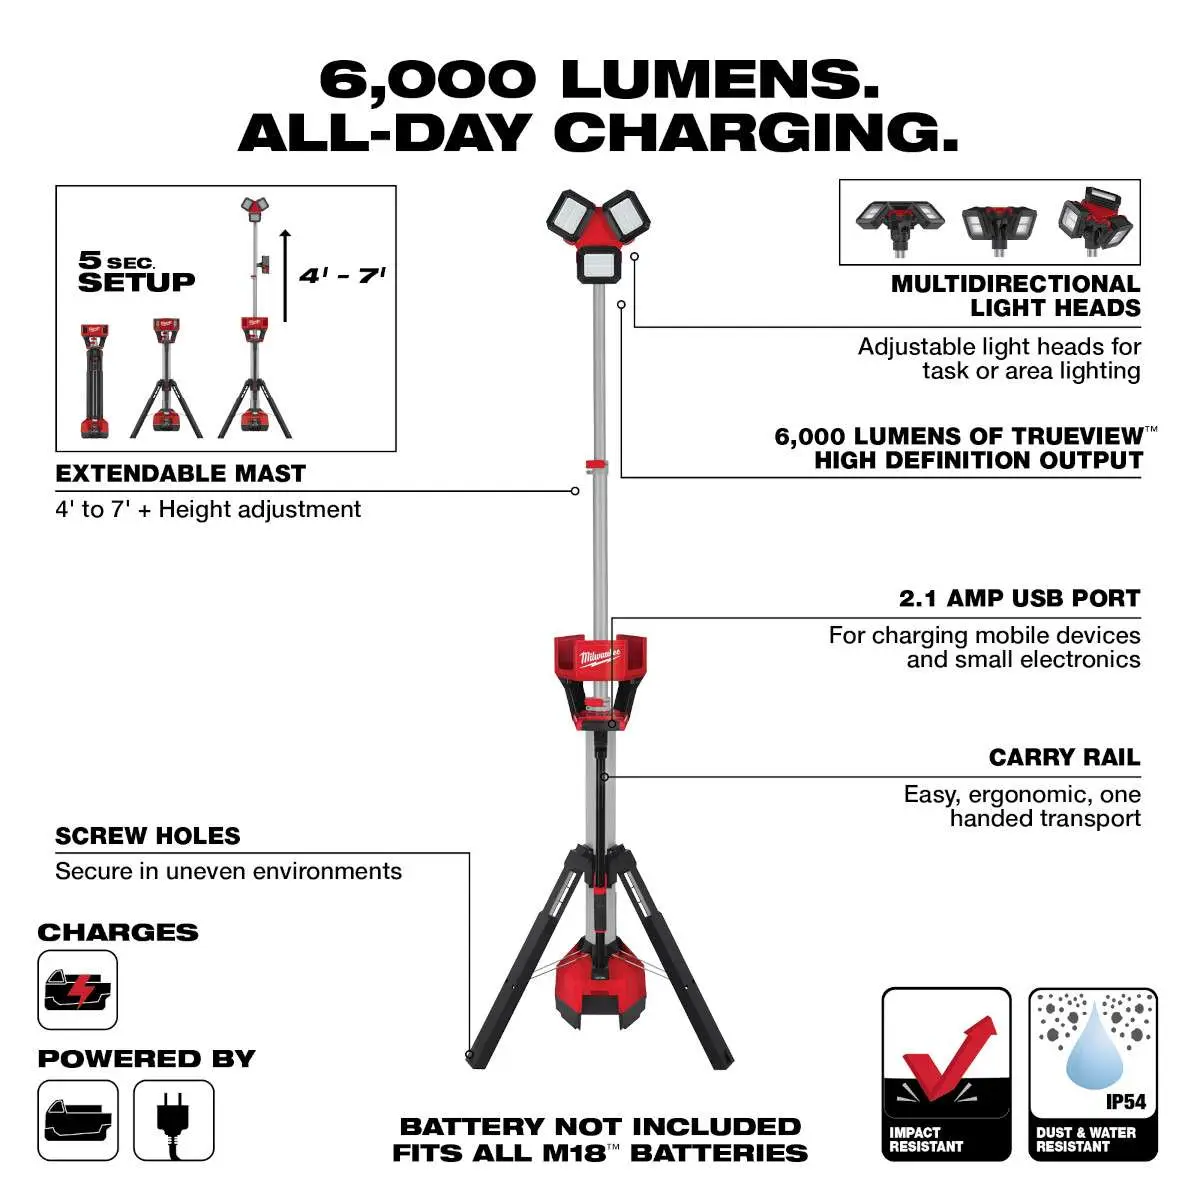 6,000 LUMENS.
ALL-DAY CHARGING.
5 SEC.
SETUP
4' - 7'
EXTENDABLE MAST
4' to 7' + Height adjustment
MULTIDIRECTIONAL
LIGHT HEADS
Adjustable light heads for
task or area lighting
6,000 LUMENS OF TRUEVIEW™
HIGH DEFINITION OUTPUT
2.1 AMP USB PORT
For charging mobile devices
and small electronics
Milwaukee
CARRY RAIL
Easy, ergonomic, one
handed transport
SCREW HOLES
Secure in uneven environments
CHARGES
POWERED BY
BATTERY NOT INCLUDED
FITS ALL M18™ BATTERIES
IMPACT
RESISTANT
IP54
DUST & WATER
RESISTANT